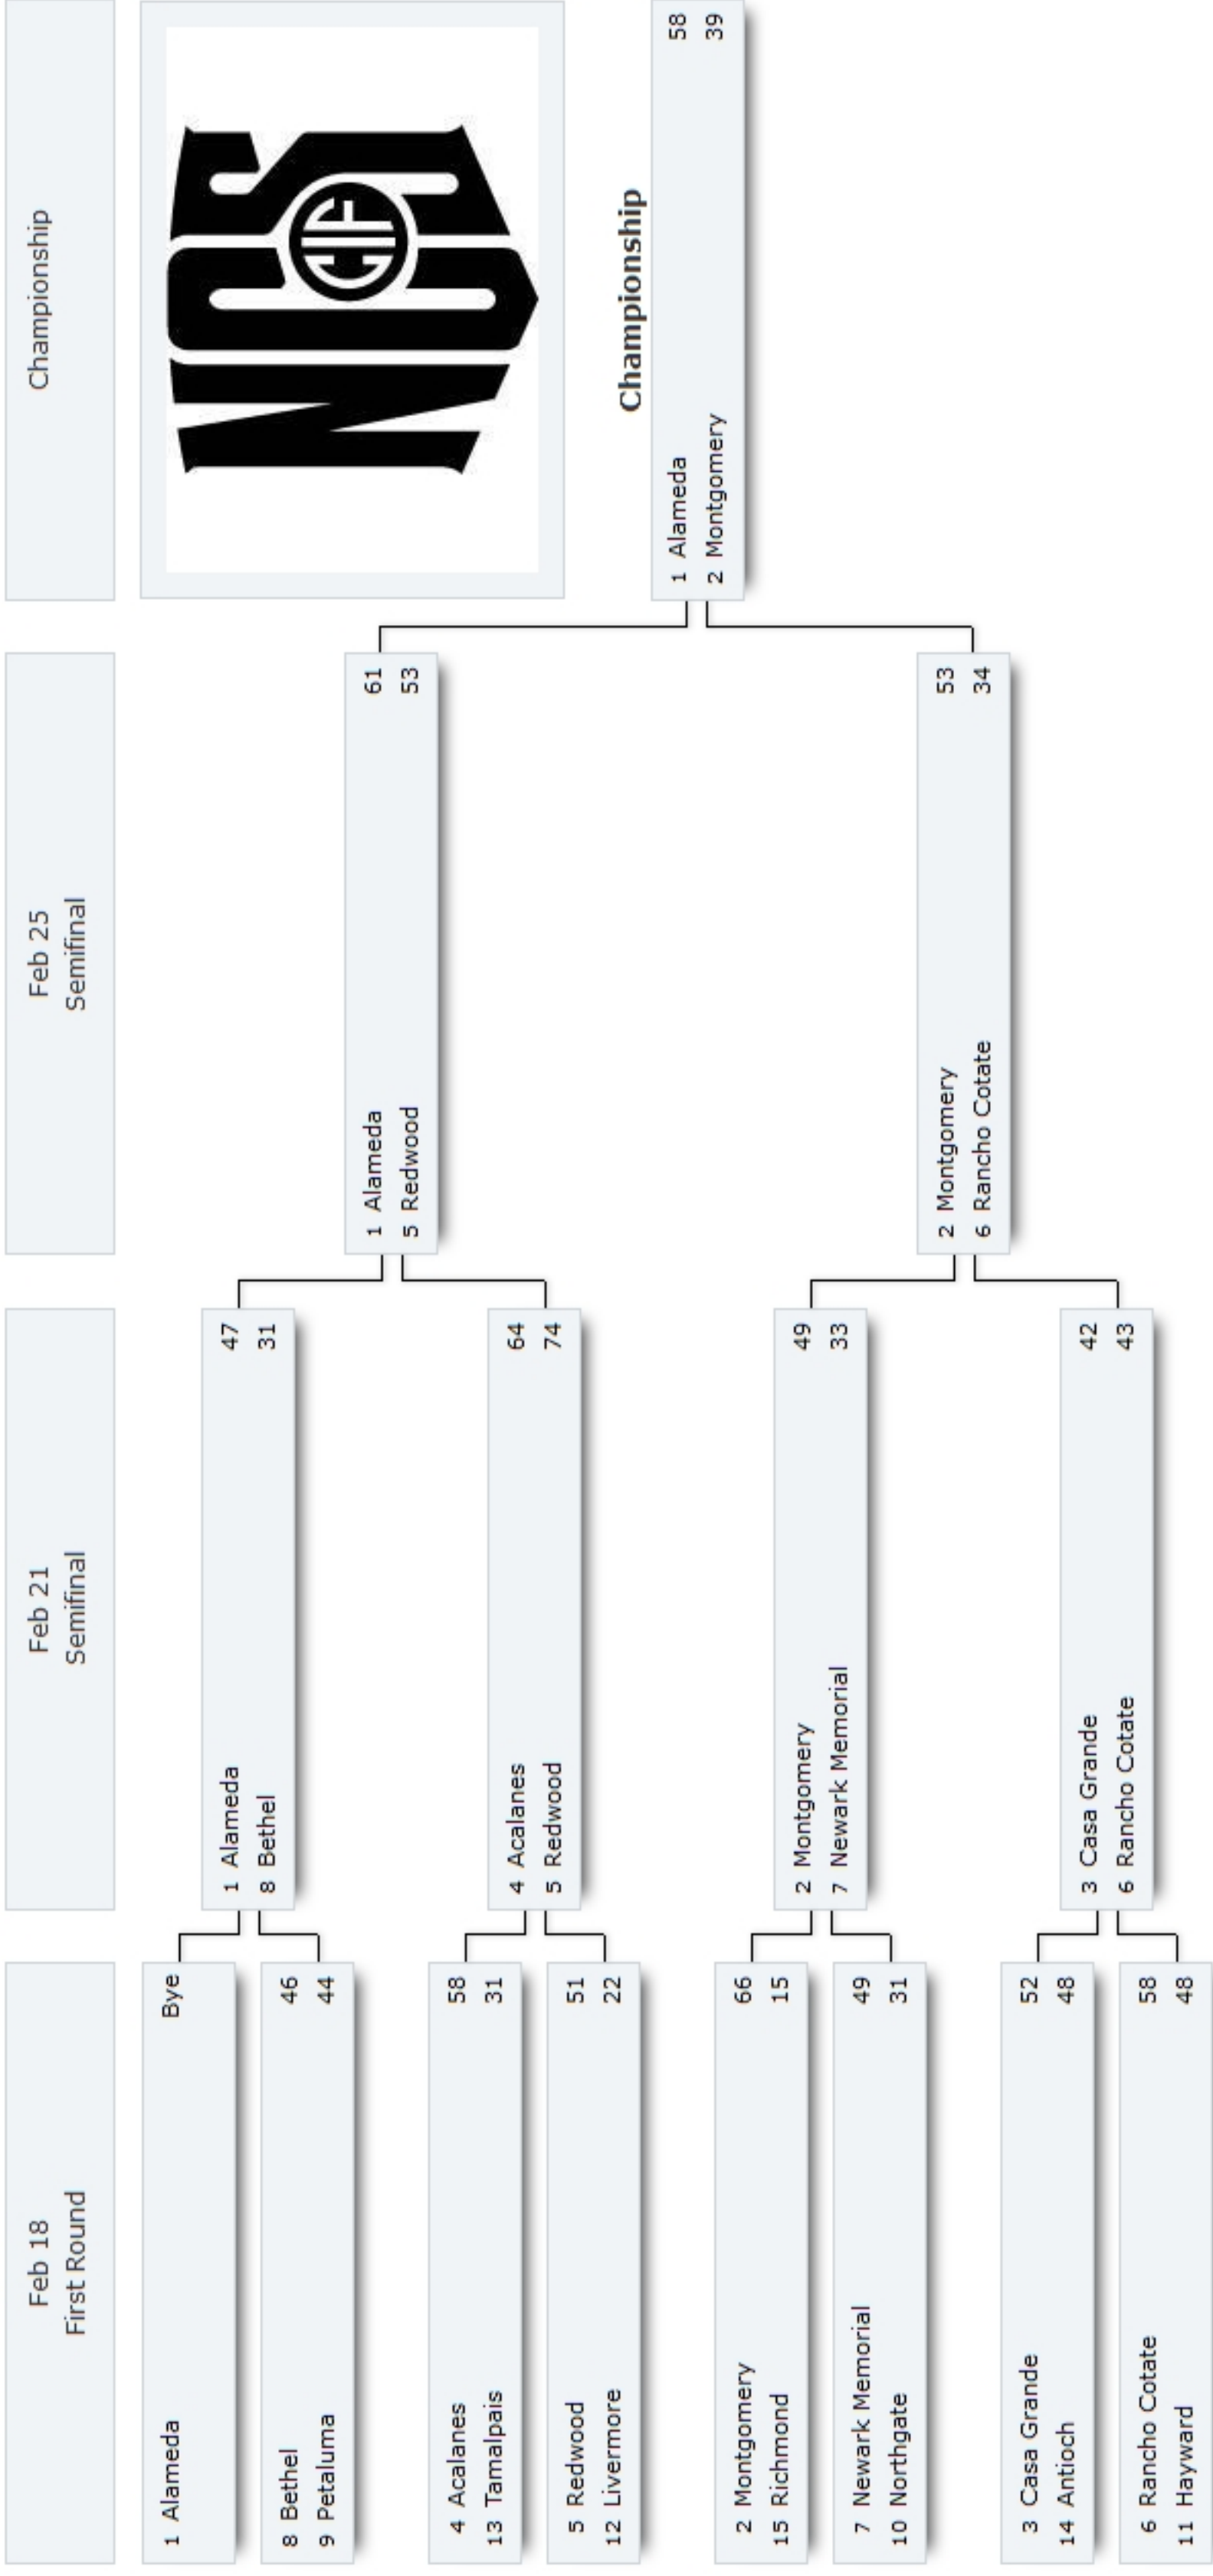 Feb 18
First Round
Feb 21
Semifinal
Feb 25
Semifinal
Championship
1 Alameda Bye
8 Bethel 46
9 Petaluma 44
4 Acalanes 58
13 Tamalpais 31
5 Redwood 51
12 Livermore 22
2 Montgomery 66
15 Richmond 15
7 Newark Memorial 49
10 Northgate 31
3 Casa Grande 52
14 Antioch 48
6 Rancho Cotate 58
11 Hayward 48
1 Alameda 47
8 Bethel 31
4 Acalanes 64
5 Redwood 74
2 Montgomery 49
7 Newark Memorial 33
3 Casa Grande 42
6 Rancho Cotate 43
1 Alameda 61
5 Redwood 53
2 Montgomery 53
6 Rancho Cotate 34
NCS
CIF
Championship
1 Alameda 58
2 Montgomery 39